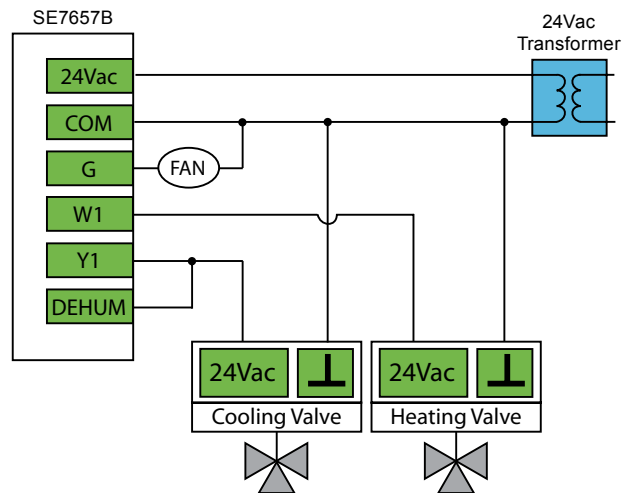 SE7657B
24Vac
Transformer
24Vac
COM
G
FAN
W1
Y1
DEHUM
24Vac
24Vac
Cooling Valve
Heating Valve